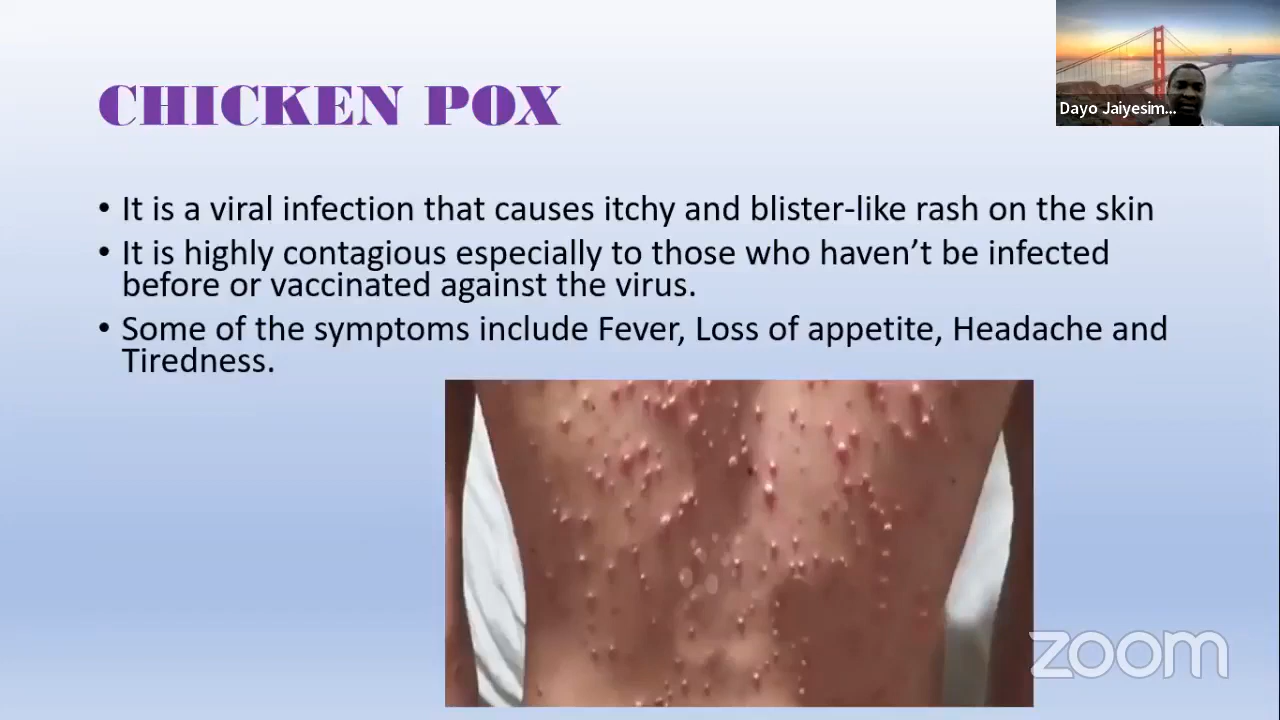 CHICKEN POX
Dayo Jaiyesim...
• It is a viral infection that causes itchy and blister-like rash on the skin
• It is highly contagious especially to those who haven’t be infected
before or vaccinated against the virus.
• Some of the symptoms include Fever, Loss of appetite, Headache and
Tiredness.
zoom